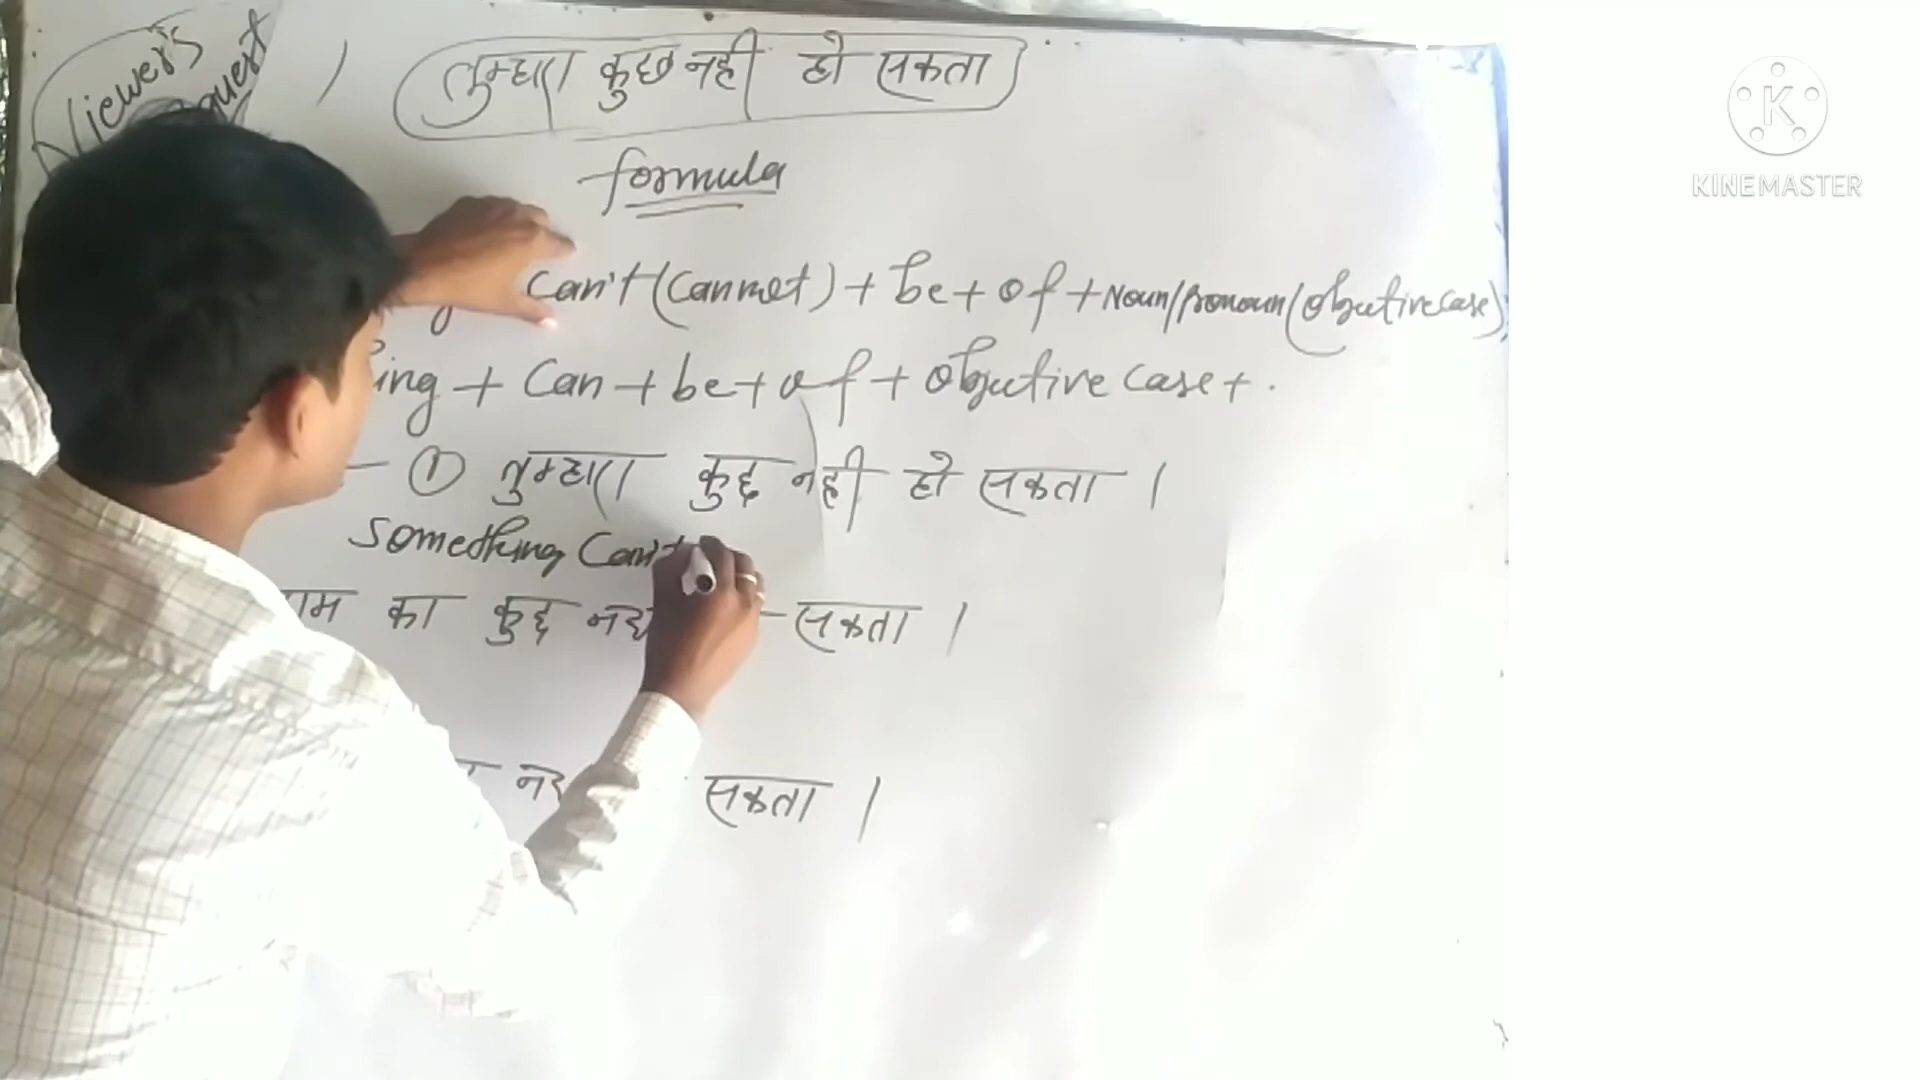 Viewer's
तुम्हारा कुछ नही हो सकता
formula
can't (cannot) + be + of + Noun/Pronoun (objective case)
ing + Can + be + of + objective case + .
① तुम्हारा कुछ नही हो सकता ।
Something Can't
का कुछ सकता ।
सकता ।
KINEMASTER